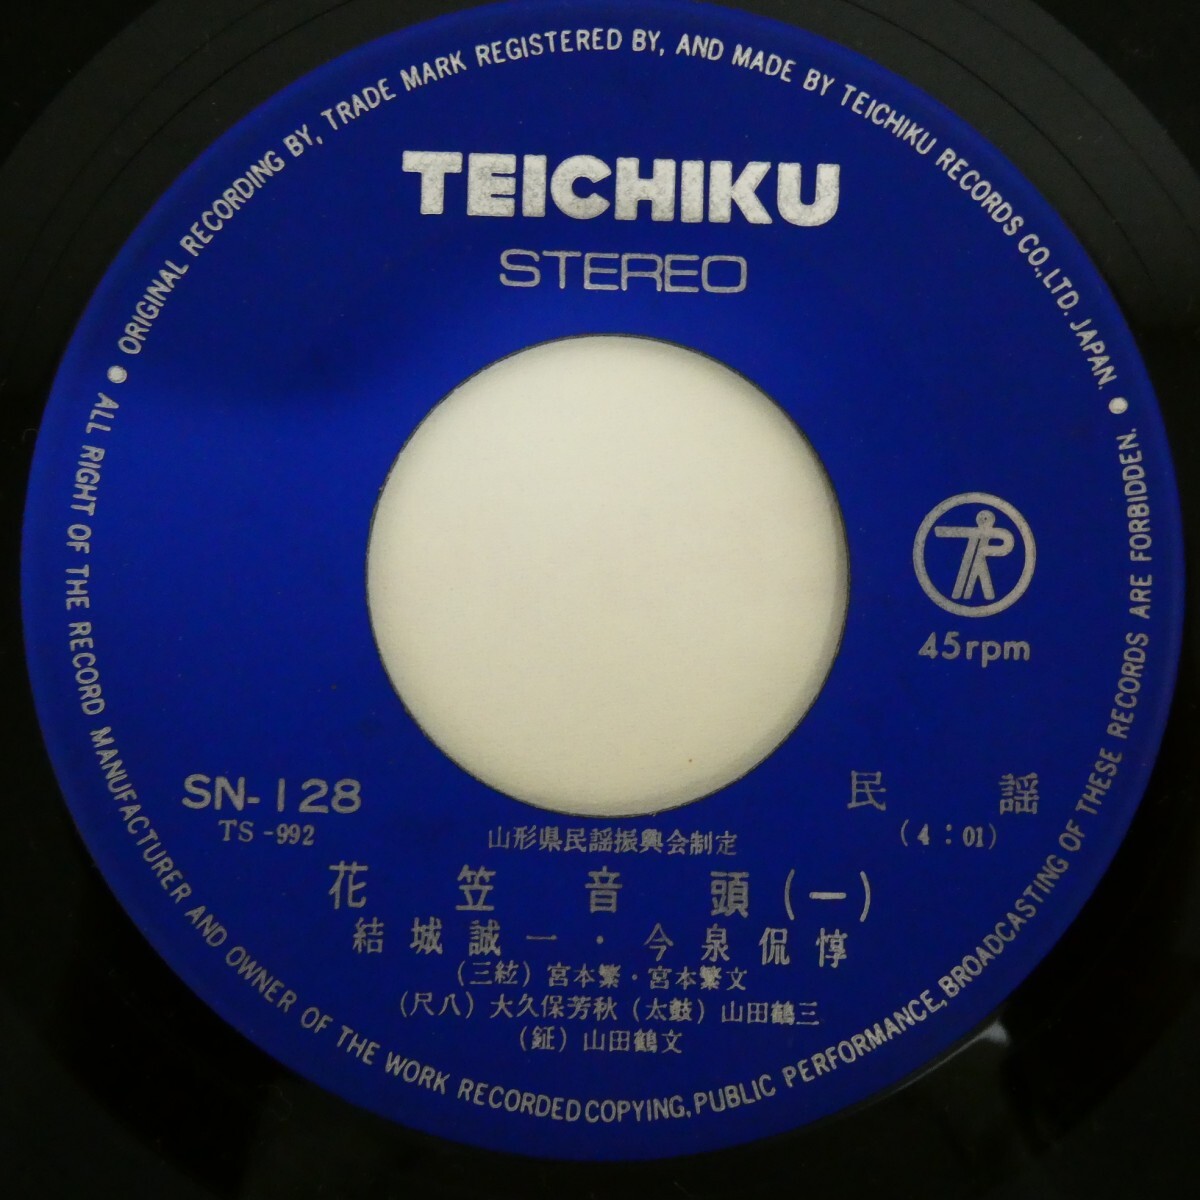 ORIGINAL RECORDING BY, TRADE MARK REGISTERED BY, AND MADE BY TEICHIKU RECORDS CO., LTD. JAPAN.
TEICHIKU
STEREO
45rpm
SN-128
TS-992
民謡
(4:01)
山形県民謡振興会制定
花笠音頭(一)
結城誠一・今泉侃惇
(三絃)宮本繁・宮本繁文
(尺八)大久保芳秋(太鼓)山田鶴三
(鉦)山田鶴文
ALL RIGHT OF THE RECORD MANUFACTURER AND OWNER OF THE WORK RECORDED COPYING, PUBLIC PERFORMANCE, BROADCASTING OF THESE RECORDS ARE FORBIDDEN.